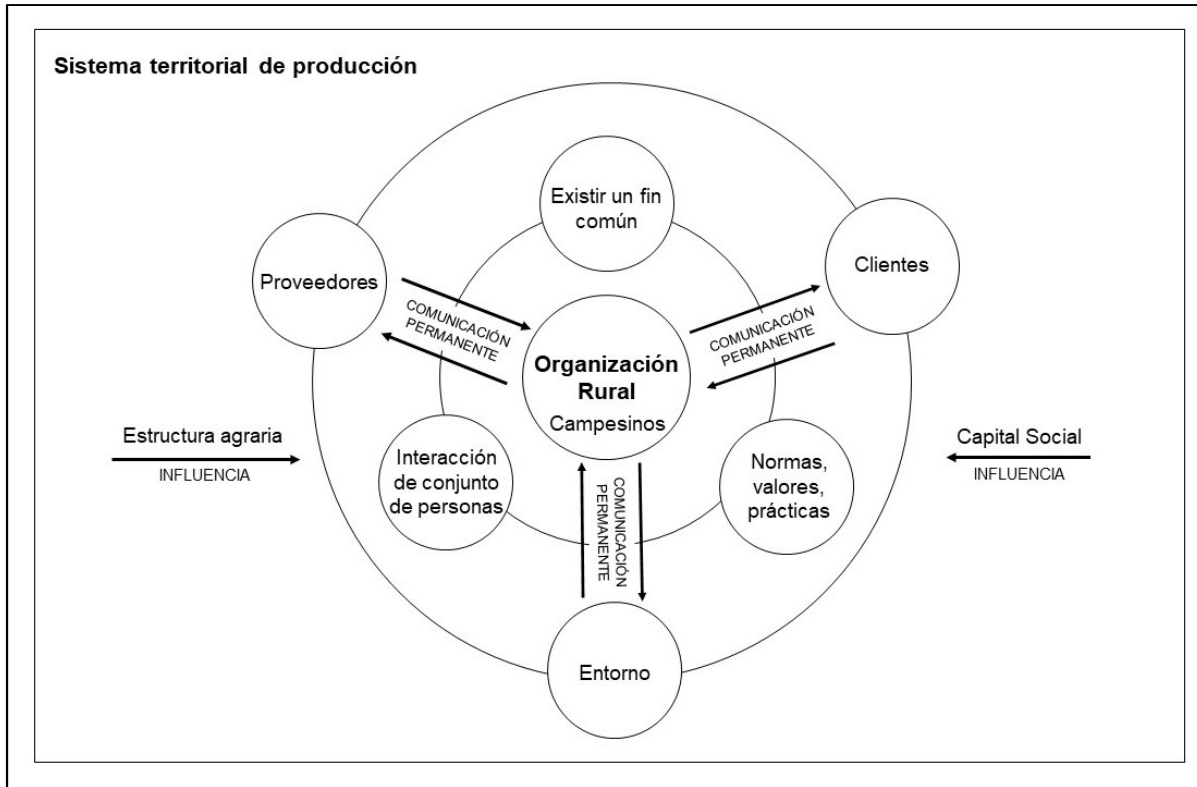 Sistema territorial de producción
Existir un fin
común
Proveedores
Clientes
COMUNICACIÓN
PERMANENTE
COMUNICACIÓN
PERMANENTE
Organización
Rural
Campesinos
Estructura agraria
INFLUENCIA
Interacción
de conjunto
de personas
COMUNICACIÓN
PERMANENTE
Normas,
valores,
prácticas
Capital Social
INFLUENCIA
Entorno